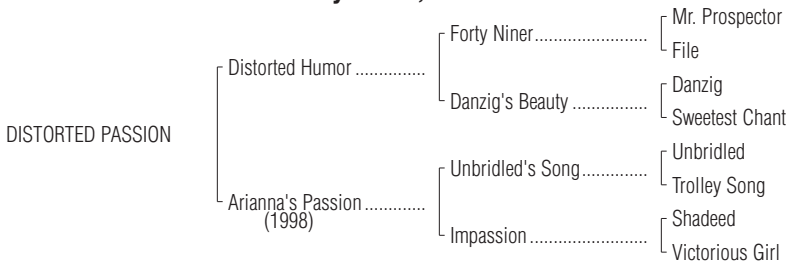 Mr. Prospector
Forty Niner
File
Distorted Humor
Danzig
Danzig's Beauty
Sweetest Chant
DISTORTED PASSION
Unbridled
Unbridled's Song
Trolley Song
Arianna's Passion
(1998)
Shadeed
Impassion
Victorious Girl